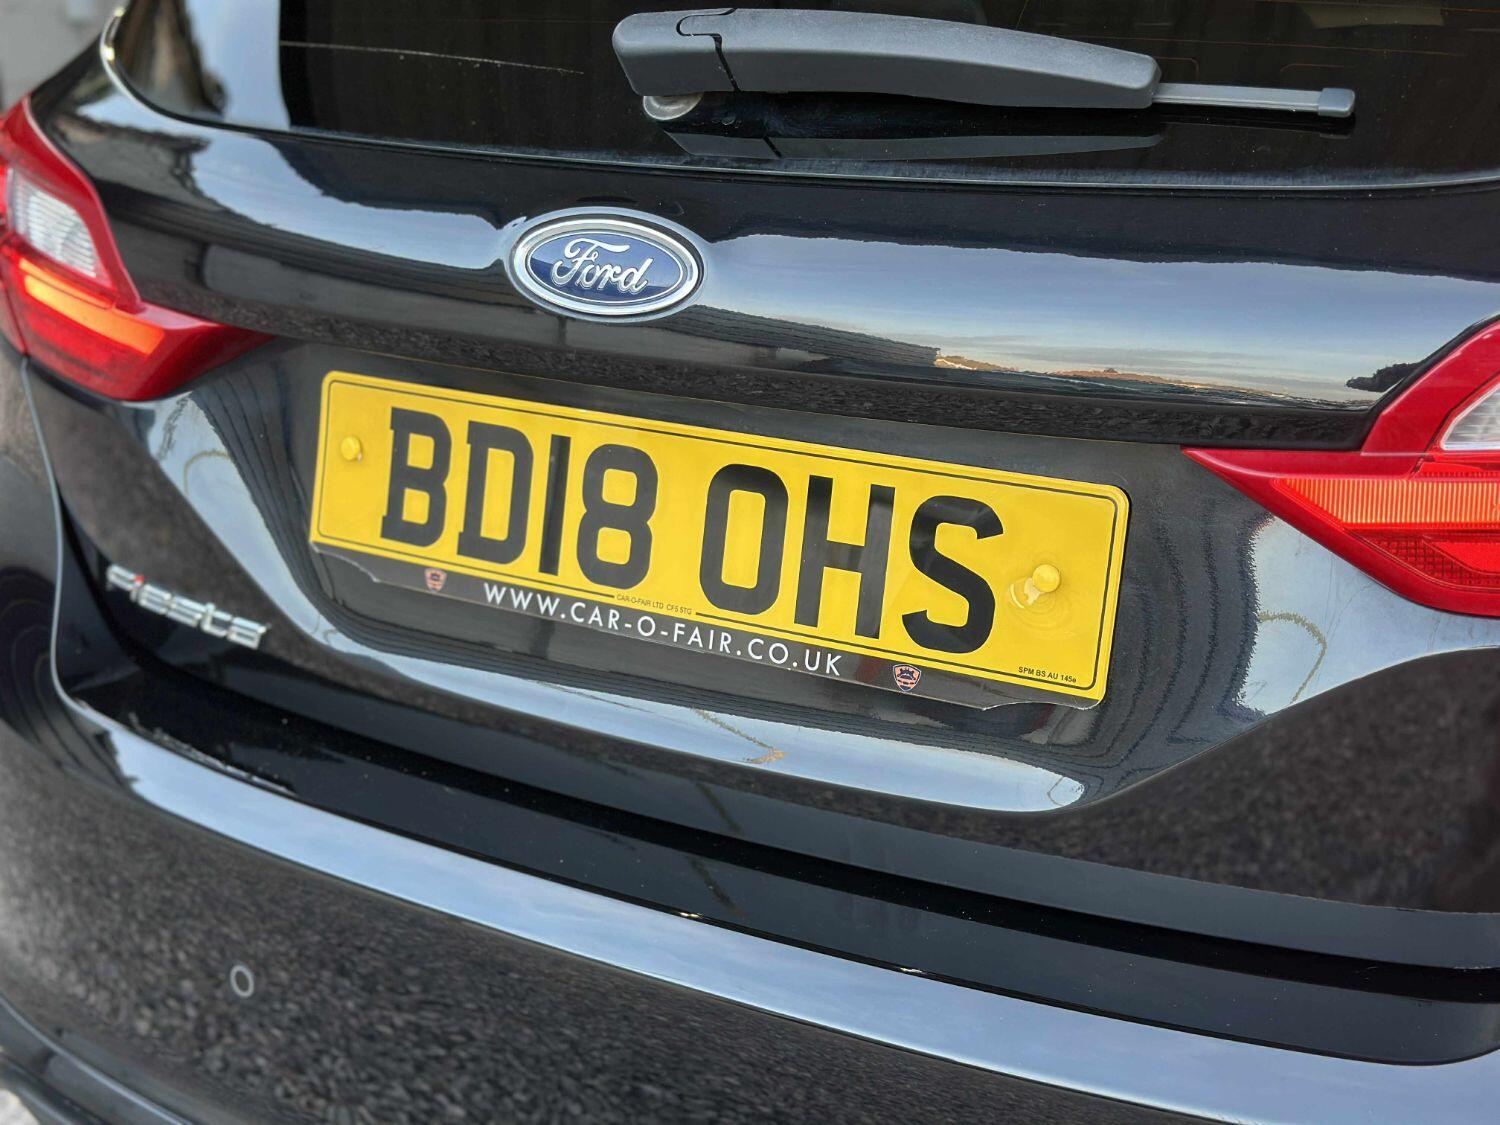 Ford
BD18 OHS
CAR-O-FAIR LTD CF5 5TG
SPM BS AU 145e
WWW.CAR-O-FAIR.CO.UK
Fiesta